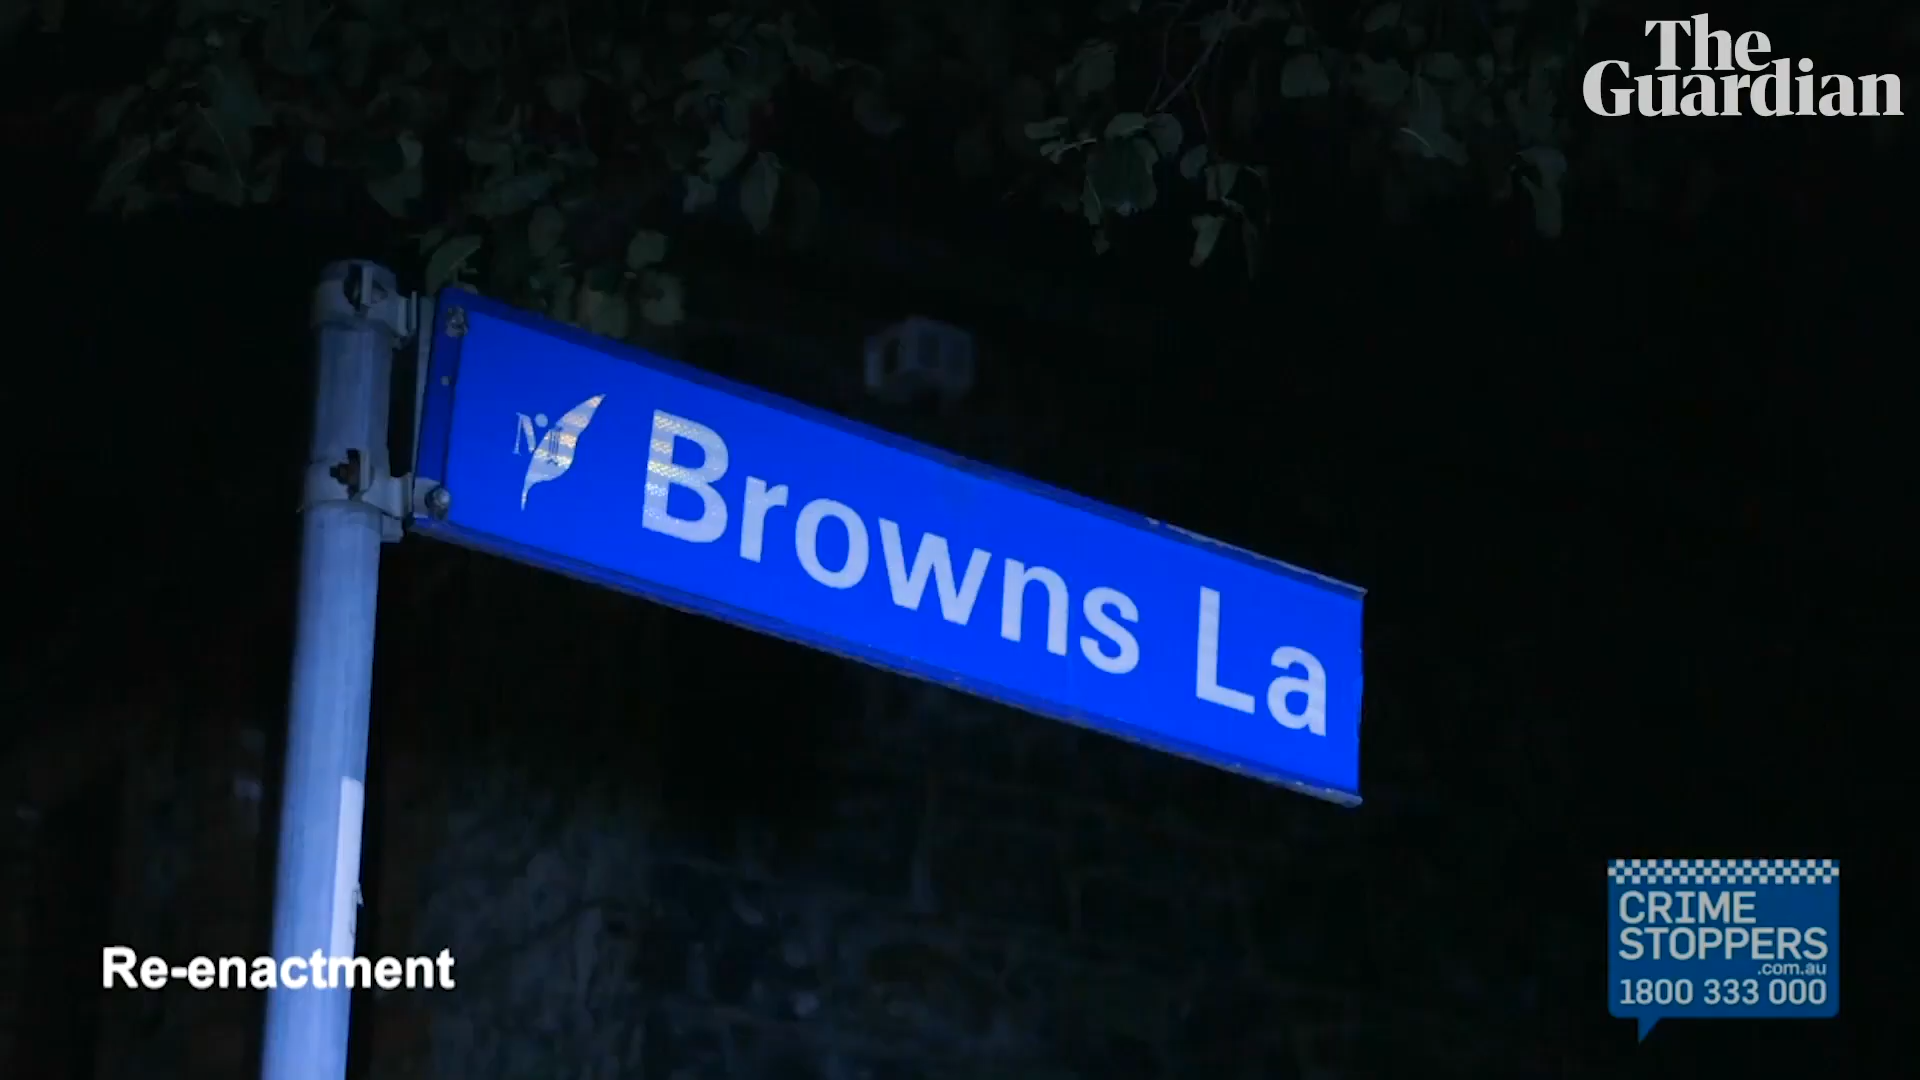 The
Guardian
Browns La
Re-enactment
CRIME
STOPPERS
.com.au
1800 333 000